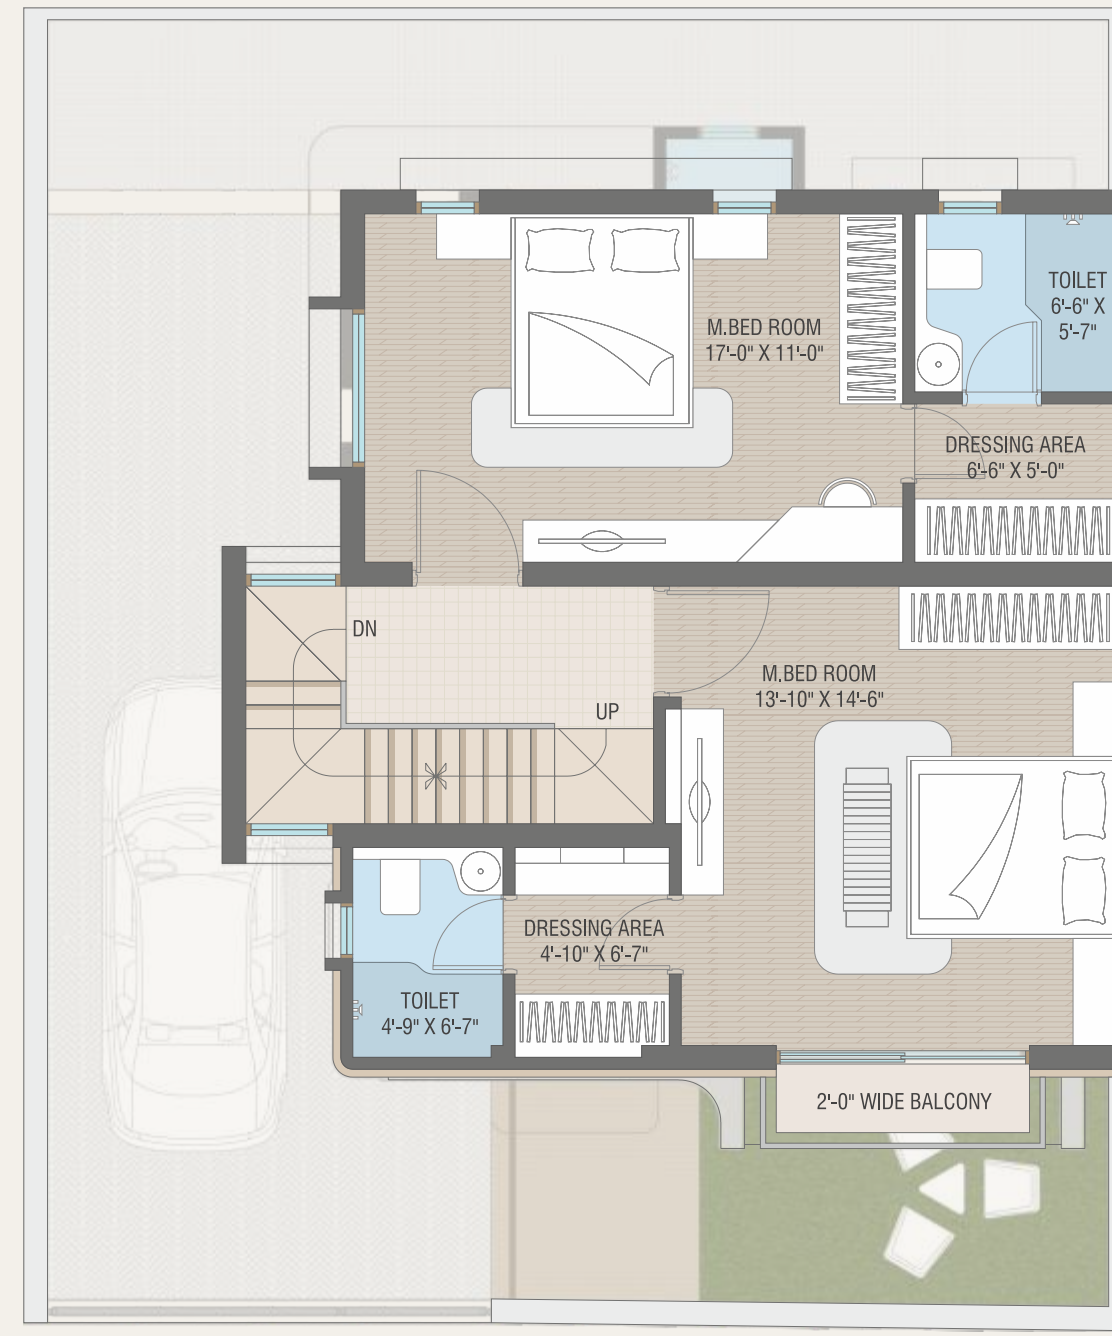 M.BED ROOM
17'-0" X 11'-0"
TOILET
6'-6" X
5'-7"
DRESSING AREA
6'-6" X 5'-0"
DN
UP
M.BED ROOM
13'-10" X 14'-6"
DRESSING AREA
4'-10" X 6'-7"
TOILET
4'-9" X 6'-7"
2'-0" WIDE BALCONY